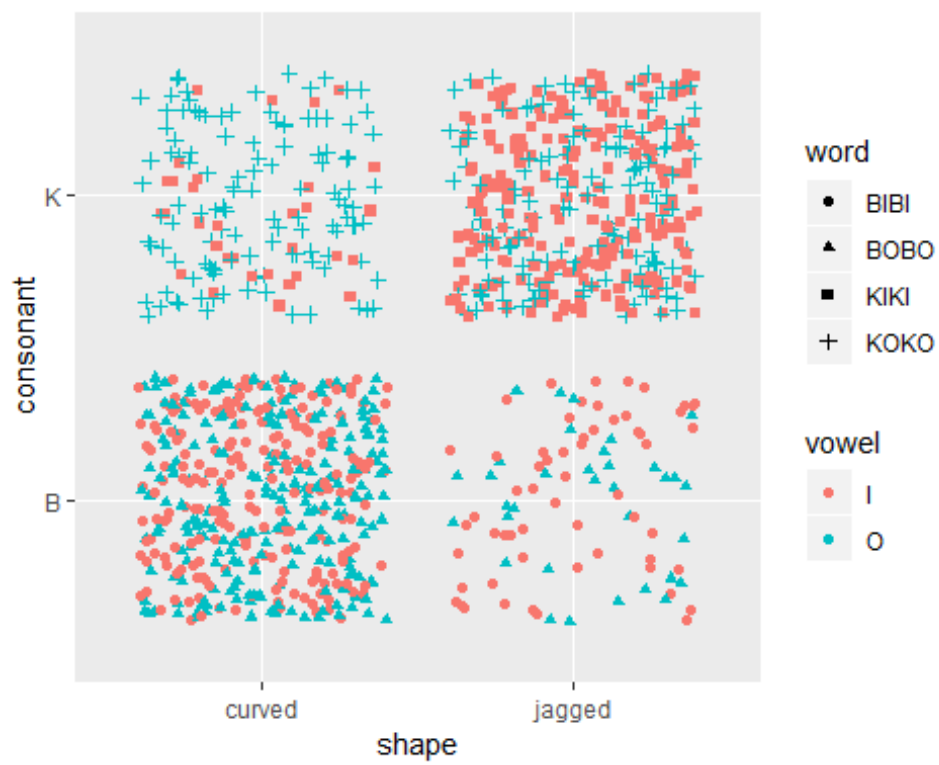 K
B
consonant
curved
jagged
shape
word
BIBI
BOBO
KIKI
KOKO
vowel
I
O